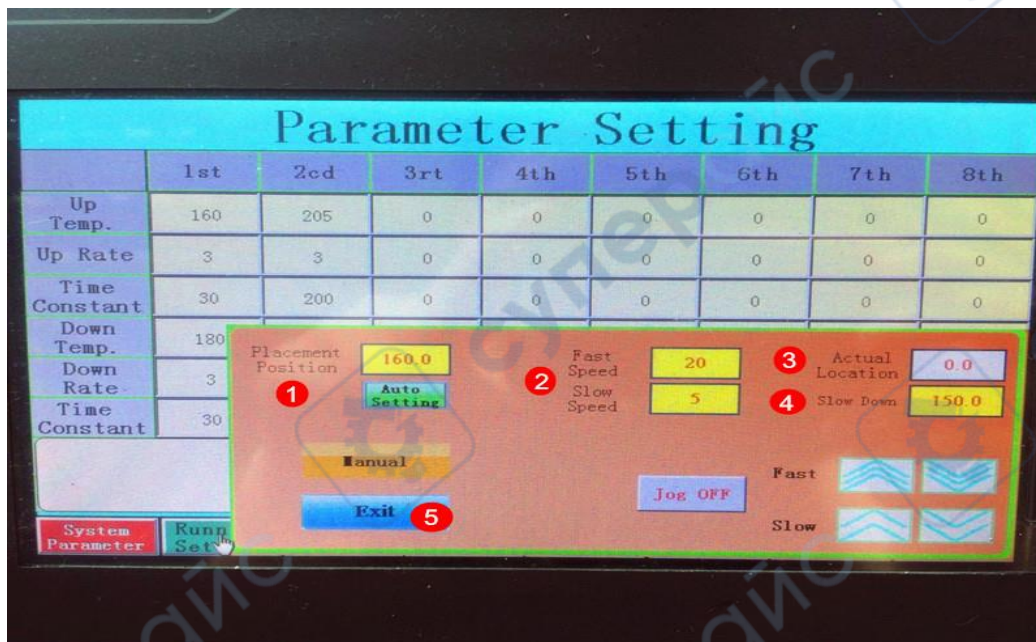 Parameter Setting
1st 2cd 3rt 4th 5th 6th 7th 8th
Up Temp. 160 205 0 0 0 0 0 0
Up Rate 3 3 0 0 0 0 0 0
Time Constant 30 200 0 0 0 0 0 0
Down Temp. 180
Down Rate 3
Time Constant 30
Placement Position 160.0
1
Auto Setting
2
Fast Speed 20
Slow Speed 5
3 Actual Location 0.0
4 Slow Down 150.0
Manual
Exit 5
Jog OFF
Fast
Slow
System Parameter
супер
айс